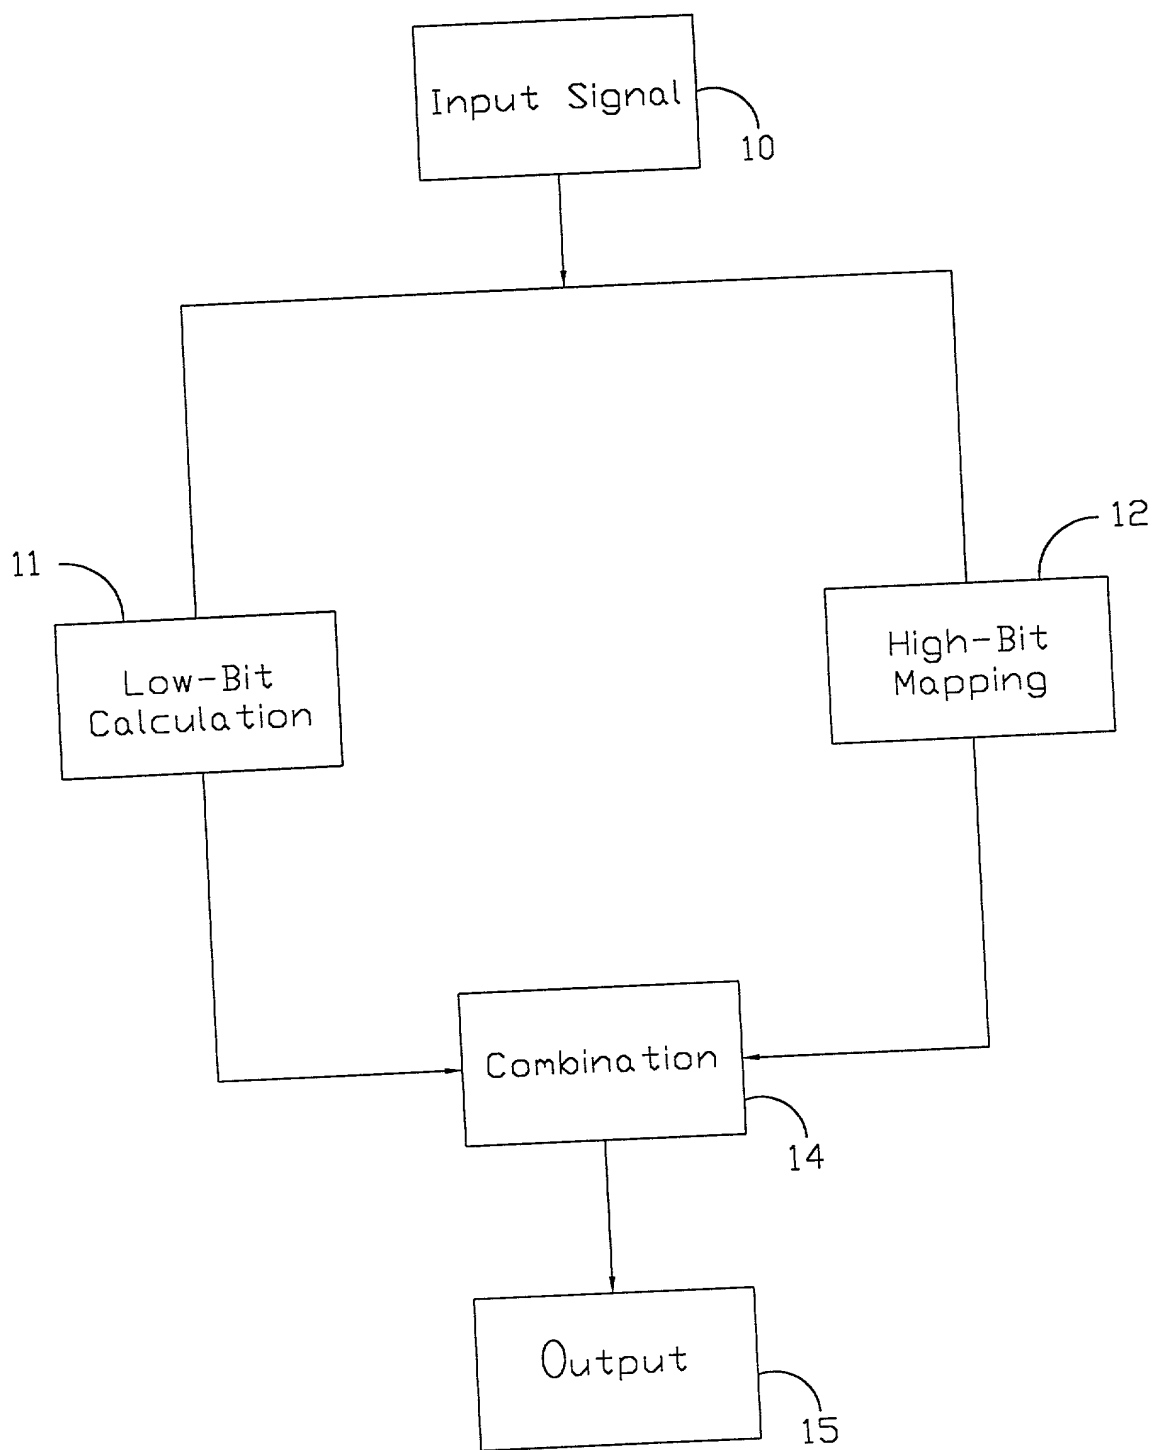 Input Signal
10
12
11
High-Bit
Mapping
Low-Bit
Calculation
Combination
14
Output
15